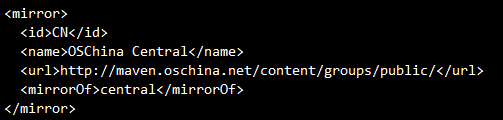 <mirror>
  <id>CN</id>
  <name>OSChina Central</name>
  <url>http://maven.oschina.net/content/groups/public/</url>
  <mirrorOf>central</mirrorOf>
</mirror>